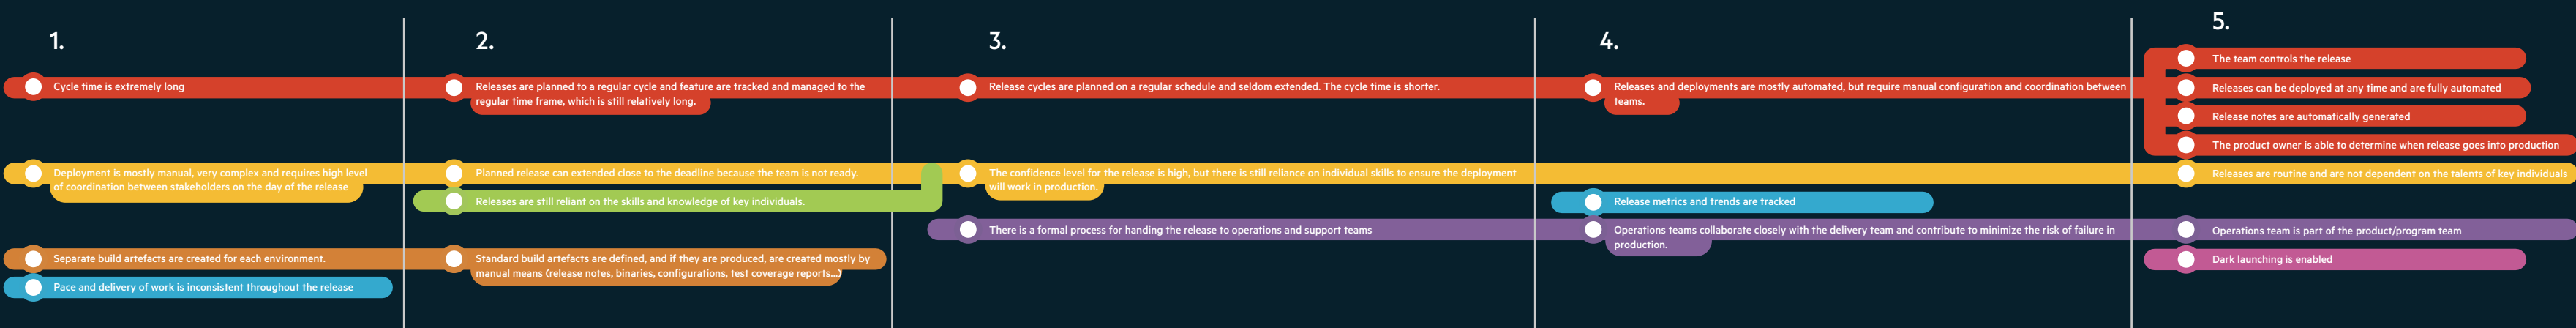 1.
Cycle time is extremely long
Deployment is mostly manual, very complex and requires high level
of coordination between stakeholders on the day of the release
Separate build artefacts are created for each environment.
Pace and delivery of work is inconsistent throughout the release
2.
Releases are planned to a regular cycle and feature are tracked and managed to the
regular time frame, which is still relatively long.
Planned release can extended close to the deadline because the team is not ready.
Releases are still reliant on the skills and knowledge of key individuals.
Standard build artefacts are defined, and if they are produced, are created mostly by
manual means (release notes, binaries, configurations, test coverage reports...)
3.
Release cycles are planned on a regular schedule and seldom extended. The cycle time is shorter.
The confidence level for the release is high, but there is still reliance on individual skills to ensure the deployment
will work in production.
There is a formal process for handing the release to operations and support teams
4.
Releases and deployments are mostly automated, but require manual configuration and coordination between
teams.
Release metrics and trends are tracked
Operations teams collaborate closely with the delivery team and contribute to minimize the risk of failure in
production.
5.
The team controls the release
Releases can be deployed at any time and are fully automated
Release notes are automatically generated
The product owner is able to determine when release goes into production
Releases are routine and are not dependent on the talents of key individuals
Operations team is part of the product/program team
Dark launching is enabled